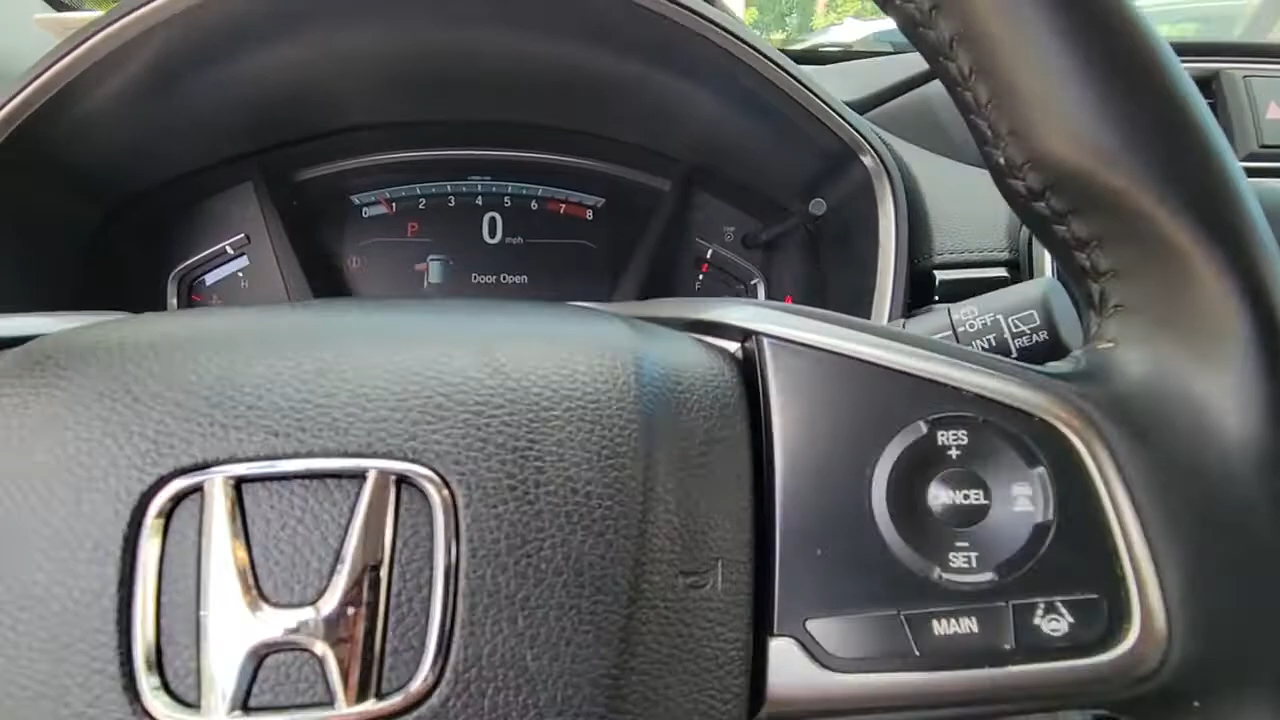 0 1 2 3 4 5 6 7 8
P 0 mph
Door Open
H
F
OFF
INT
REAR
RES
+
CANCEL
−
SET
MAIN